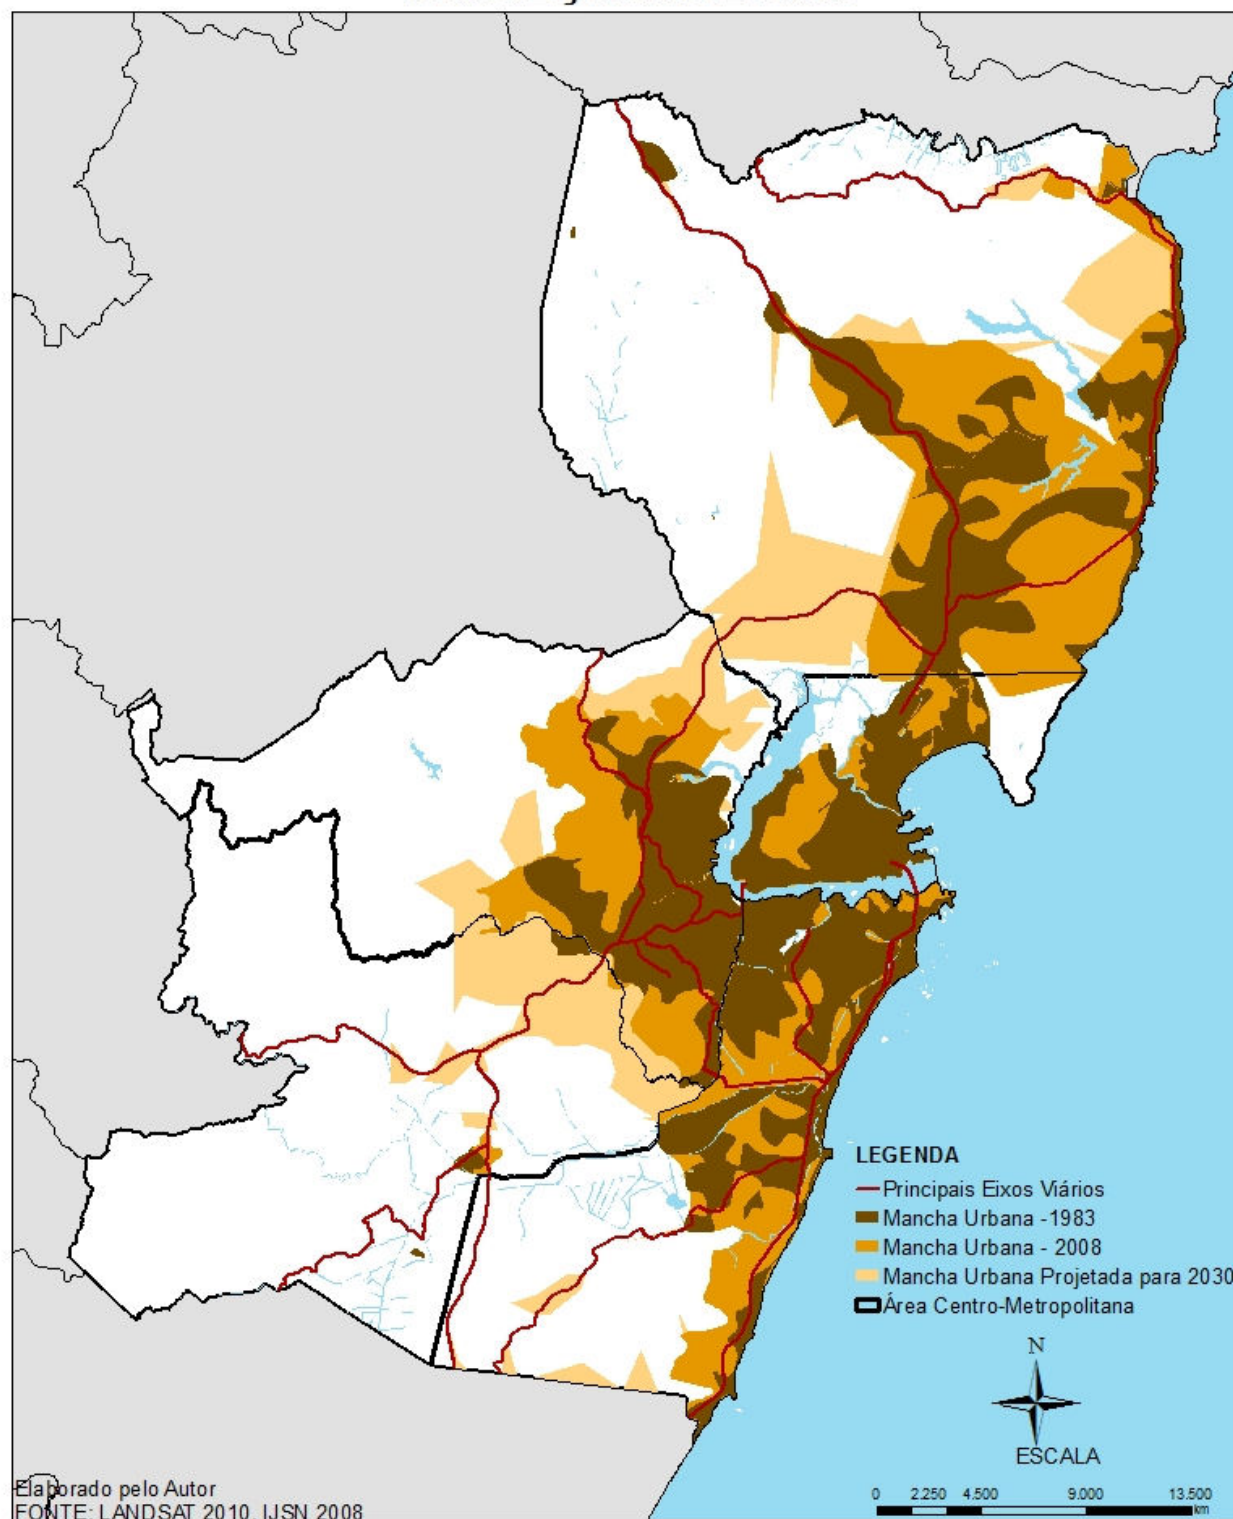 LEGENDA
Principais Eixos Viários
Mancha Urbana -1983
Mancha Urbana - 2008
Mancha Urbana Projetada para 2030
Área Centro-Metropolitana
N
ESCALA
0 2.250 4.500 9.000 13.500
km
Elaborado pelo Autor
FONTE: LANDSAT 2010, IJSN 2008